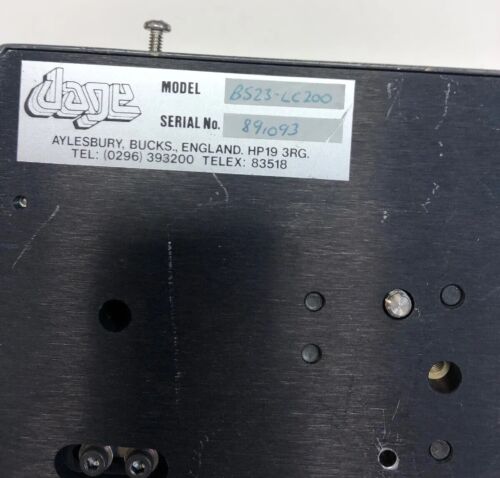 dage
MODEL BS23-LC200
SERIAL No. 891093
AYLESBURY, BUCKS., ENGLAND. HP19 3RG.
TEL: (0296) 393200 TELEX: 83518